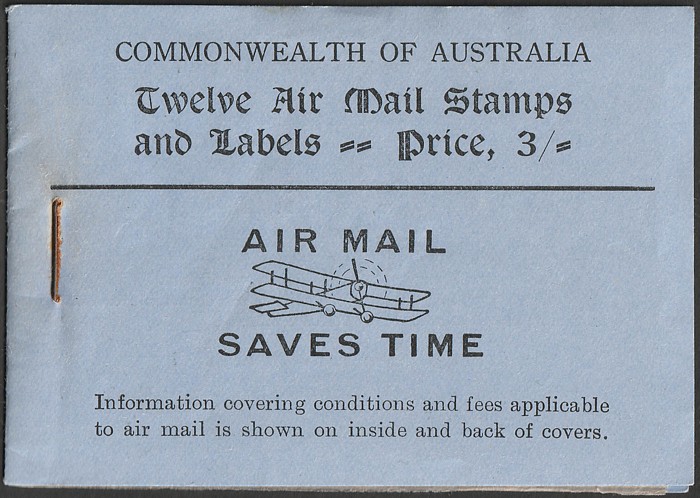 COMMONWEALTH OF AUSTRALIA
Twelve Air Mail Stamps
and Labels == Price, 3/=
AIR MAIL
SAVES TIME
Information covering conditions and fees applicable
to air mail is shown on inside and back of covers.